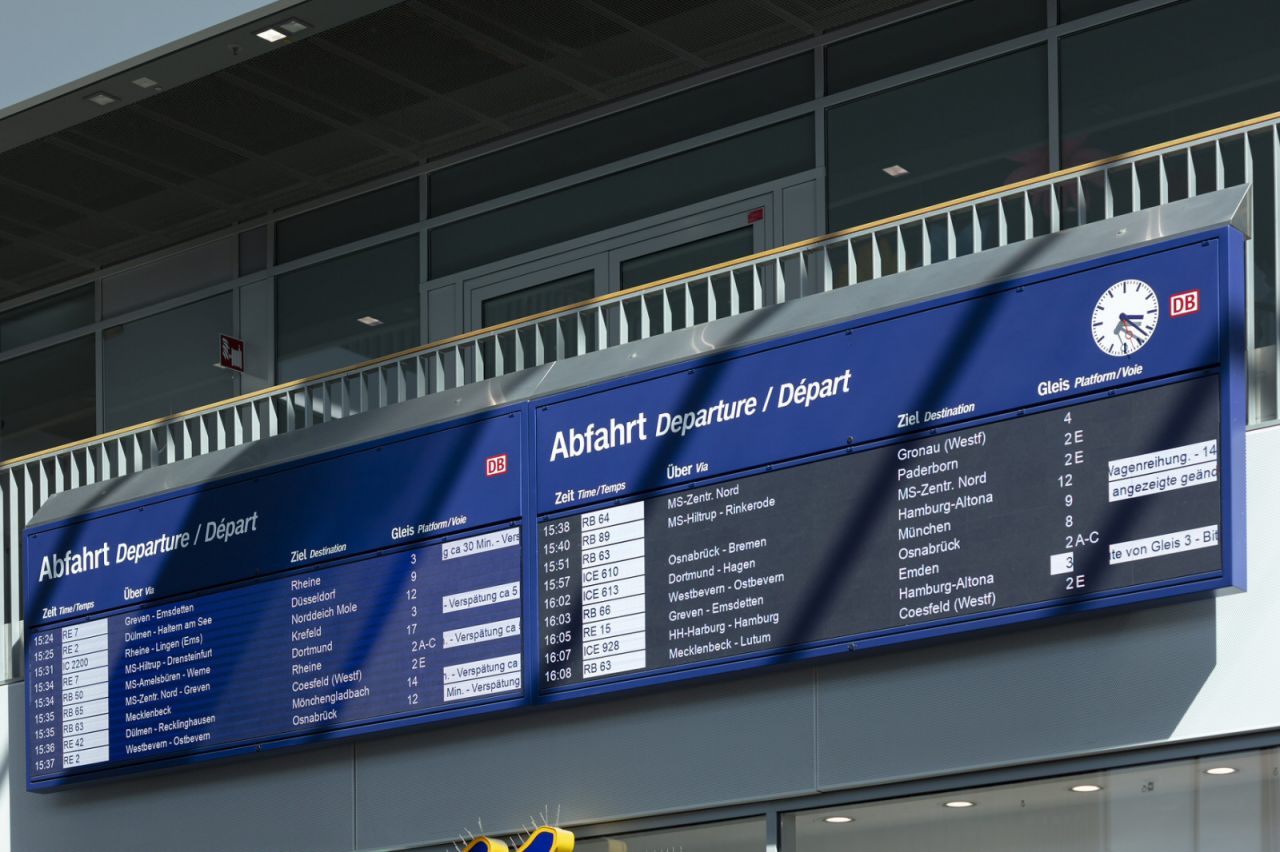 Abfahrt Departure / Départ
DB
Zeit Time/Temps Über Via Ziel Destination Gleis Platform/Voie
15:24 RE 7 Greven - Emsdetten Rheine 3 g ca 30 Min. - Vers
15:25 RE 2 Dülmen - Haltern am See Düsseldorf 9
15:31 IC 2200 Rheine - Lingen (Ems) Norddeich Mole 12 - Verspätung ca 5
15:34 RE 7 MS-Hiltrup - Drensteinfurt Krefeld 3
15:34 RB 50 MS-Amelsbüren - Werne Dortmund 17 . - Verspätung ca
15:35 RB 65 MS-Zentr. Nord - Greven Rheine 2 A-C
15:35 RB 63 Mecklenbeck Coesfeld (Westf) 2 E . - Verspätung ca
15:36 RE 42 Dülmen - Recklinghausen Mönchengladbach 14 Min. - Verspätung
15:37 RE 2 Westbevern - Ostbevern Osnabrück 12
Abfahrt Departure / Départ
DB
Zeit Time/Temps Über Via Ziel Destination Gleis Platform/Voie
15:38 RB 64 MS-Zentr. Nord Gronau (Westf) 4
15:40 RB 89 MS-Hiltrup - Rinkerode Paderborn 2 E
15:51 RB 63 MS-Zentr. Nord 2 E Wagenreihung. - 14
15:57 ICE 610 Osnabrück - Bremen Hamburg-Altona 12 angezeigte geänd
16:02 ICE 613 Dortmund - Hagen München 9
16:03 RB 66 Westbevern - Ostbevern Osnabrück 8
16:05 RE 15 Greven - Emsdetten Emden 2 A-C
16:07 ICE 928 HH-Harburg - Hamburg Hamburg-Altona 3 te von Gleis 3 - Bit
16:08 RB 63 Mecklenbeck - Lutum Coesfeld (Westf) 2 E